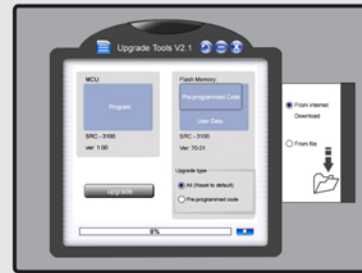 Upgrade Tools V2.1
MCU:
Program
SRC - 3100
ver: 1.00
upgrade
Flash Memory:
Pre-programmed Code
User Data
SRC - 3100
Ver: 70.01
Upgrade type
All (Reset to default)
Pre-programmed code
0%
From internet
Download
From file